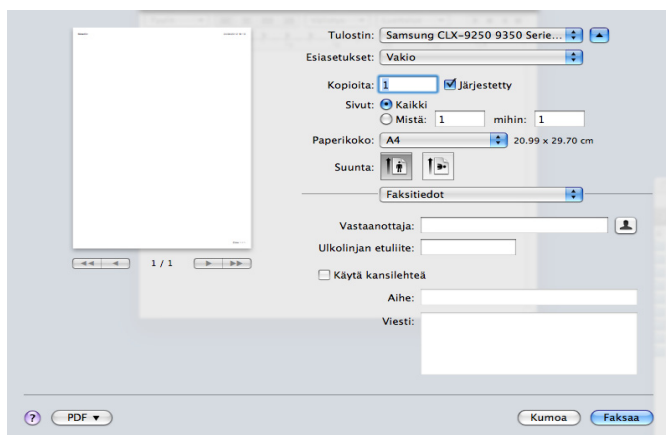 Tulostin: Samsung CLX-9250 9350 Serie...
Esiasetukset: Vakio
Kopioita: 1 Järjestetty
Sivut: Kaikki
Mistä: 1 mihin: 1
Paperikoko: A4 20.99 x 29.70 cm
Suunta:
Faksitiedot
Vastaanottaja:
Ulkolinjan etuliite:
1 / 1
Käytä kansilehteä
Aihe:
Viesti:
? PDF Kumoa Faksaa